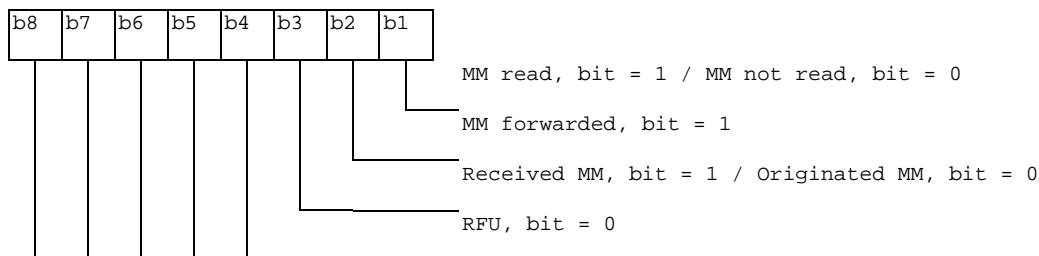 b8 b7 b6 b5 b4 b3 b2 b1
MM read, bit = 1 / MM not read, bit = 0
MM forwarded, bit = 1
Received MM, bit = 1 / Originated MM, bit = 0
RFU, bit = 0